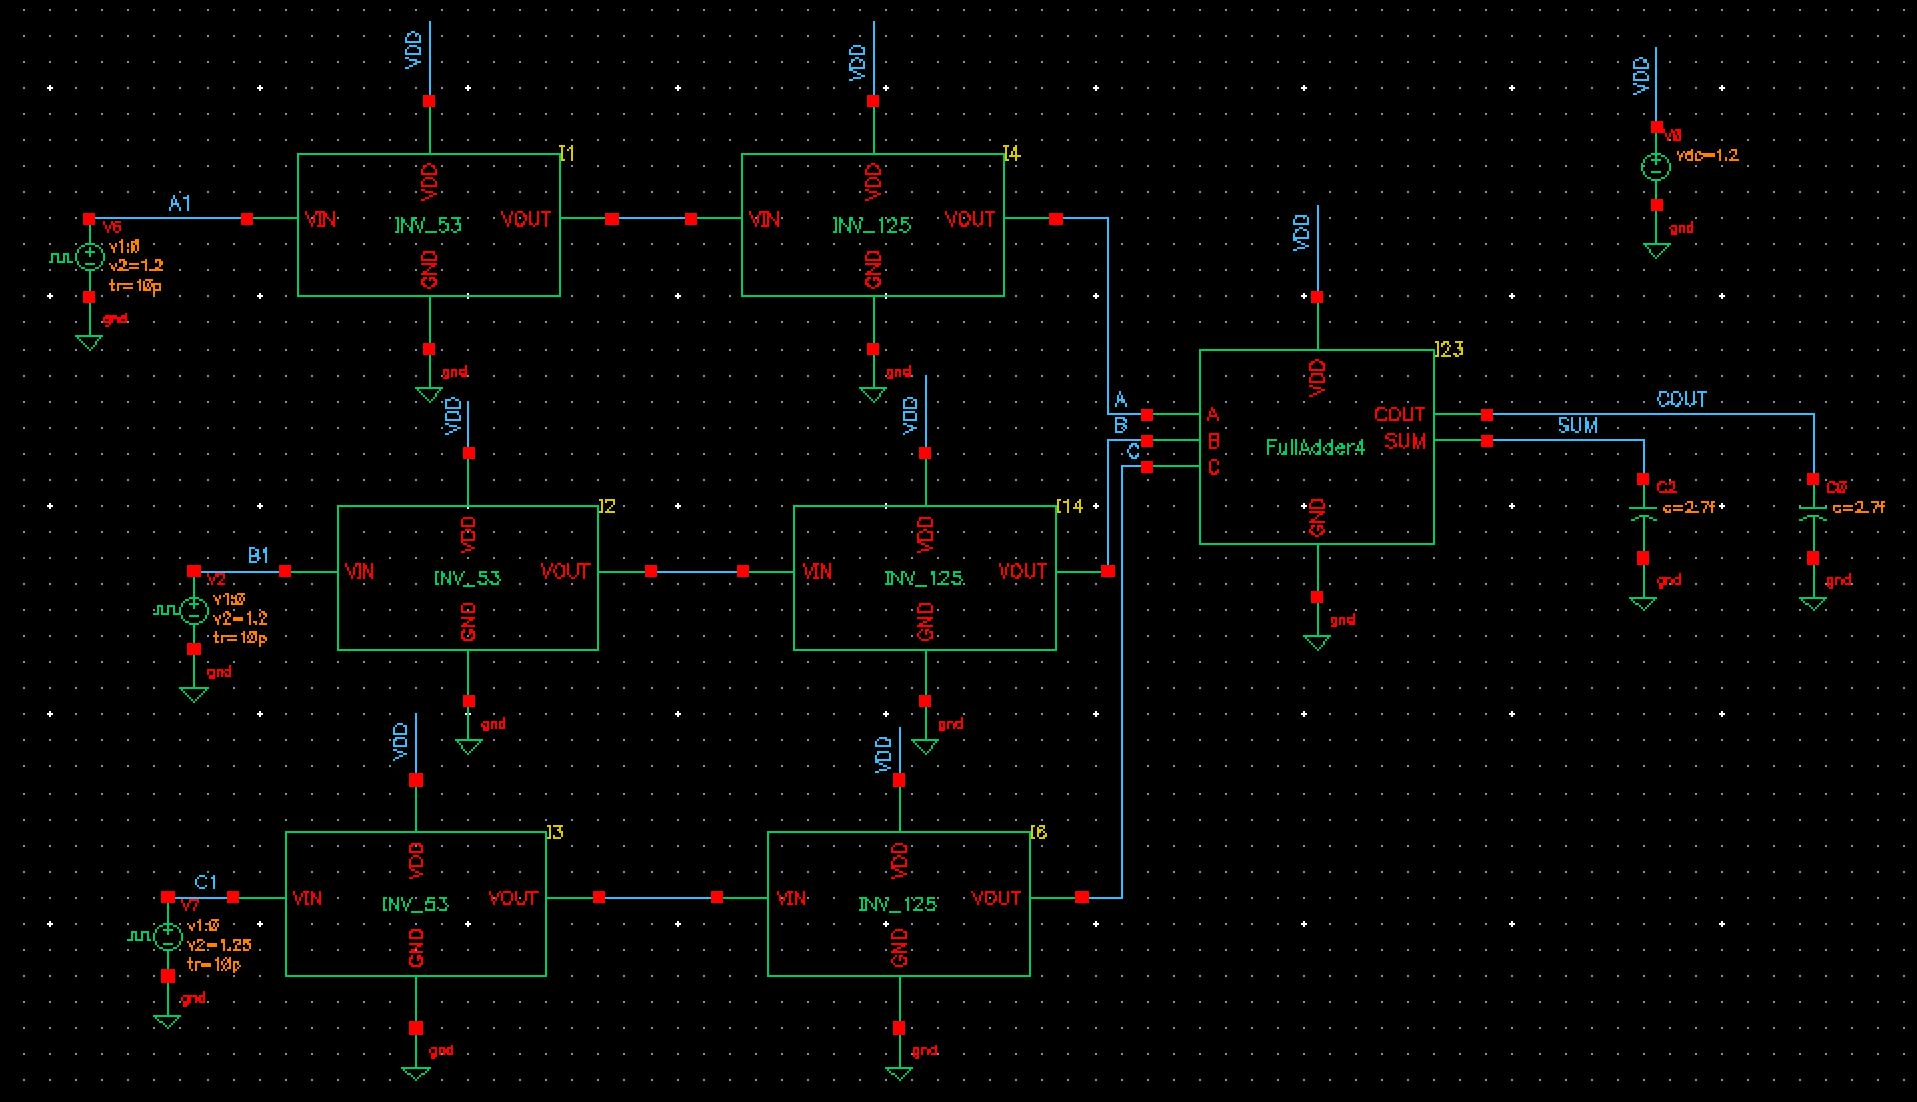 VDD
VDD
VDD
V0
vdc=1.2
gnd
I1
VDD
VIN
INV_53
VOUT
GND
gnd
I4
VDD
VIN
INV_125
VOUT
GND
gnd
A1
V6
v1:0
v2=1.2
tr=10p
gnd
VDD
I23
VDD
A
A
B
B
C
C
FullAdder4
COUT
SUM
GND
gnd
COUT
SUM
c=2.7f
gnd
C0
c=2.7f
gnd
VDD
VDD
I2
VDD
VIN
INV_53
VOUT
GND
gnd
I14
VDD
VIN
INV_125
VOUT
GND
gnd
B1
V2
v1:0
v2=1.2
tr=10p
gnd
VDD
VDD
I3
VDD
VIN
INV_53
VOUT
GND
gnd
I6
VDD
VIN
INV_125
VOUT
GND
gnd
C1
V7
v1:0
v2=1.25
tr=10p
gnd